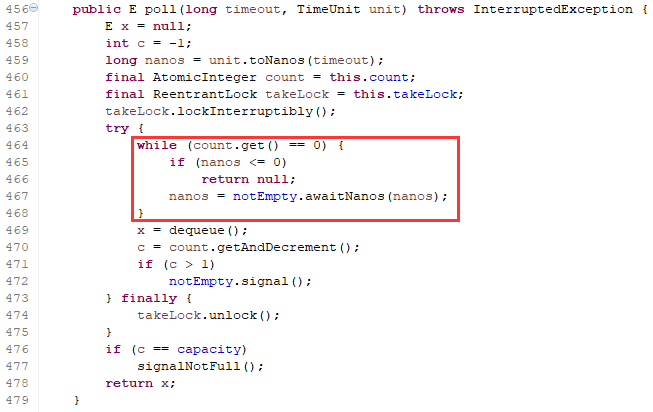 456 public E poll(long timeout, TimeUnit unit) throws InterruptedException {
457 E x = null;
458 int c = -1;
459 long nanos = unit.toNanos(timeout);
460 final AtomicInteger count = this.count;
461 final ReentrantLock takeLock = this.takeLock;
462 takeLock.lockInterruptibly();
463 try {
464 while (count.get() == 0) {
465 if (nanos <= 0)
466 return null;
467 nanos = notEmpty.awaitNanos(nanos);
468 }
469 x = dequeue();
470 c = count.getAndDecrement();
471 if (c > 1)
472 notEmpty.signal();
473 } finally {
474 takeLock.unlock();
475 }
476 if (c == capacity)
477 signalNotFull();
478 return x;
479 }